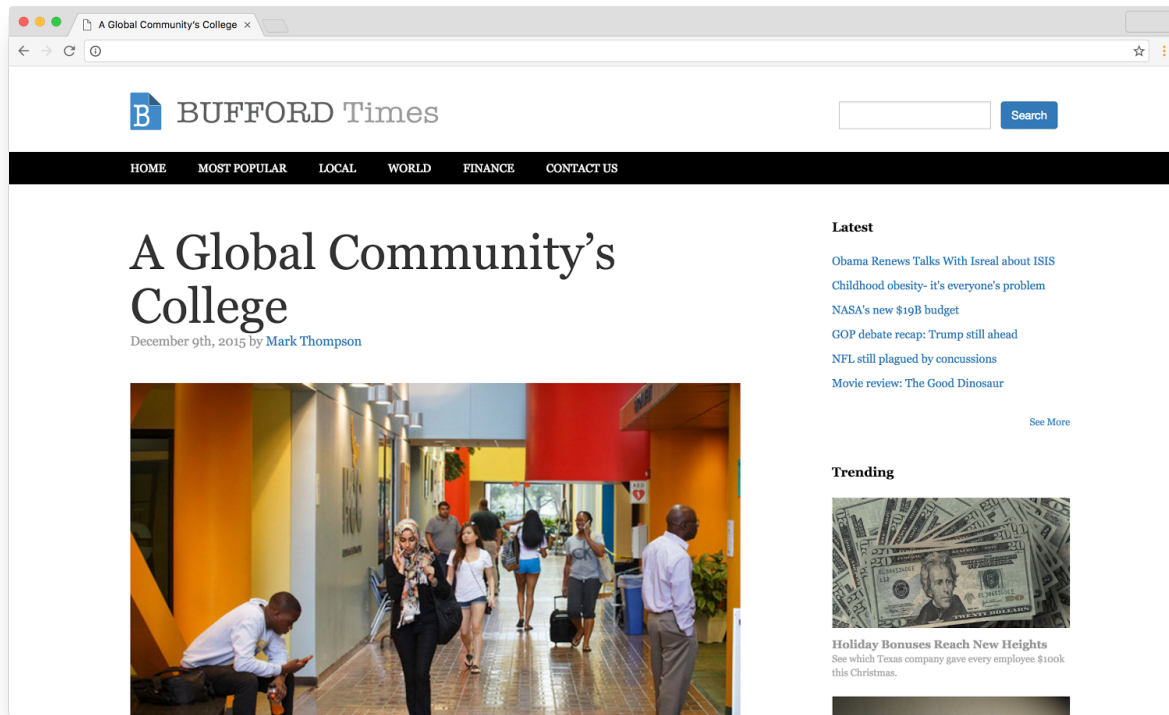 A Global Community's College
B BUFFORD Times
Search
HOME MOST POPULAR LOCAL WORLD FINANCE CONTACT US
A Global Community’s
College
December 9th, 2015 by Mark Thompson
Latest
Obama Renews Talks With Isreal about ISIS
Childhood obesity- it's everyone's problem
NASA's new $19B budget
GOP debate recap: Trump still ahead
NFL still plagued by concussions
Movie review: The Good Dinosaur
See More
Trending
TWENTY DOLLARS
Holiday Bonuses Reach New Heights
See which Texas company gave every employee $100k
this Christmas.